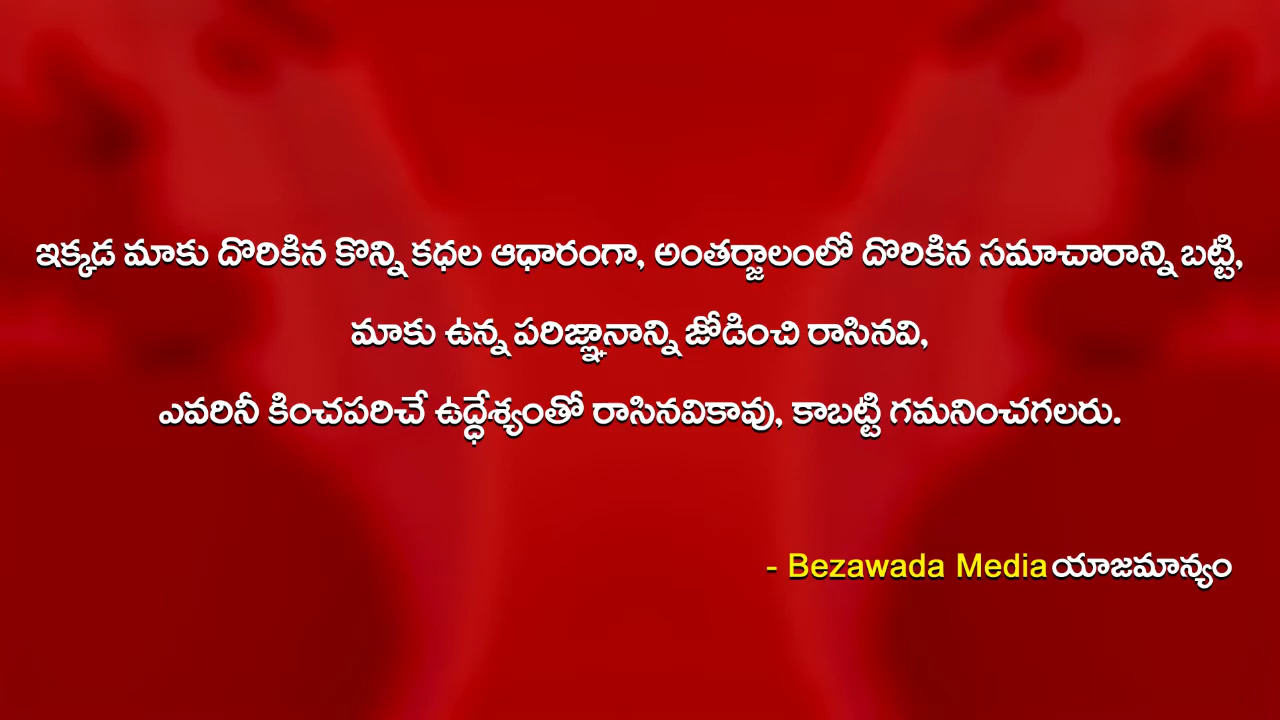 ఇక్కడ మాకు దొరికిన కొన్ని కధల ఆధారంగా, అంతర్జాలంలో దొరికిన సమాచారాన్ని బట్టి,
మాకు ఉన్న పరిజ్ఞానాన్ని జోడించి రాసినవి,
ఎవరినీ కించపరిచే ఉద్ధేశ్యంతో రాసినవికావు, కాబట్టి గమనించగలరు.
- Bezawada Media యాజమాన్యం